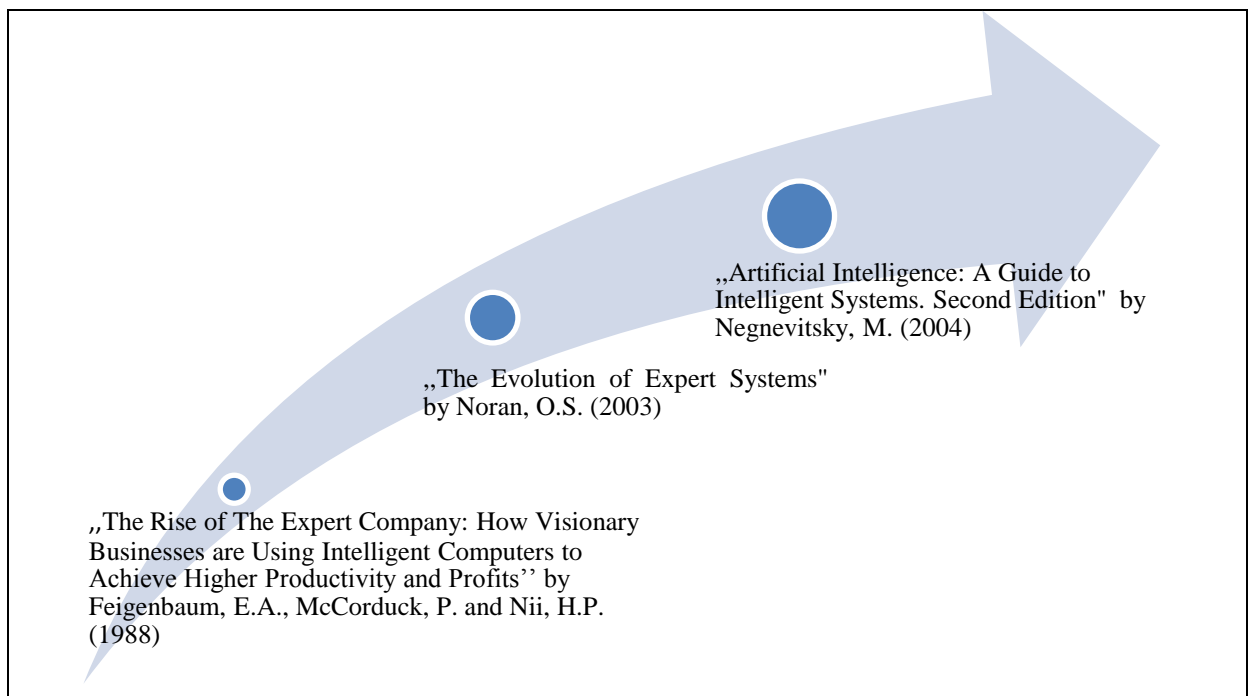 ,,Artificial Intelligence: A Guide to
Intelligent Systems. Second Edition" by
Negnevitsky, M. (2004)
,,The Evolution of Expert Systems"
by Noran, O.S. (2003)
,,The Rise of The Expert Company: How Visionary
Businesses are Using Intelligent Computers to
Achieve Higher Productivity and Profits’’ by
Feigenbaum, E.A., McCorduck, P. and Nii, H.P.
(1988)